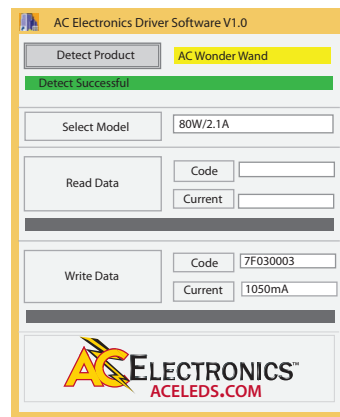 AC Electronics Driver Software V1.0
Detect Product AC Wonder Wand
Detect Successful
Select Model 80W/2.1A
Read Data
Code
Current
Write Data
Code 7F030003
Current 1050mA
AC ELECTRONICS™
ACELEDS.COM